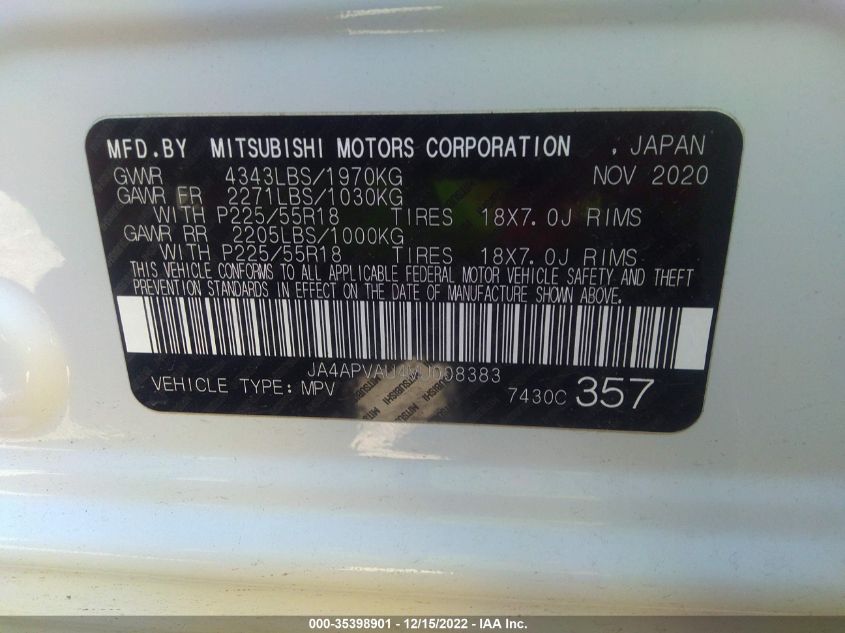 MFD.BY MITSUBISHI MOTORS CORPORATION , JAPAN
GVWR 4343LBS/1970KG NOV 2020
GAWR FR 2271LBS/1030KG
WITH P225/55R18 TIRES 18X7.0J RIMS
GAWR RR 2205LBS/1000KG
WITH P225/55R18 TIRES 18X7.0J RIMS
THIS VEHICLE CONFORMS TO ALL APPLICABLE FEDERAL MOTOR VEHICLE SAFETY AND THEFT
PREVENTION STANDARDS IN EFFECT ON THE DATE OF MANUFACTURE SHOWN ABOVE.
JA4APVAU4MU008383
VEHICLE TYPE: MPV 7430C 357
MITSUBISHI
000-35398901 - 12/15/2022 - IAA Inc.